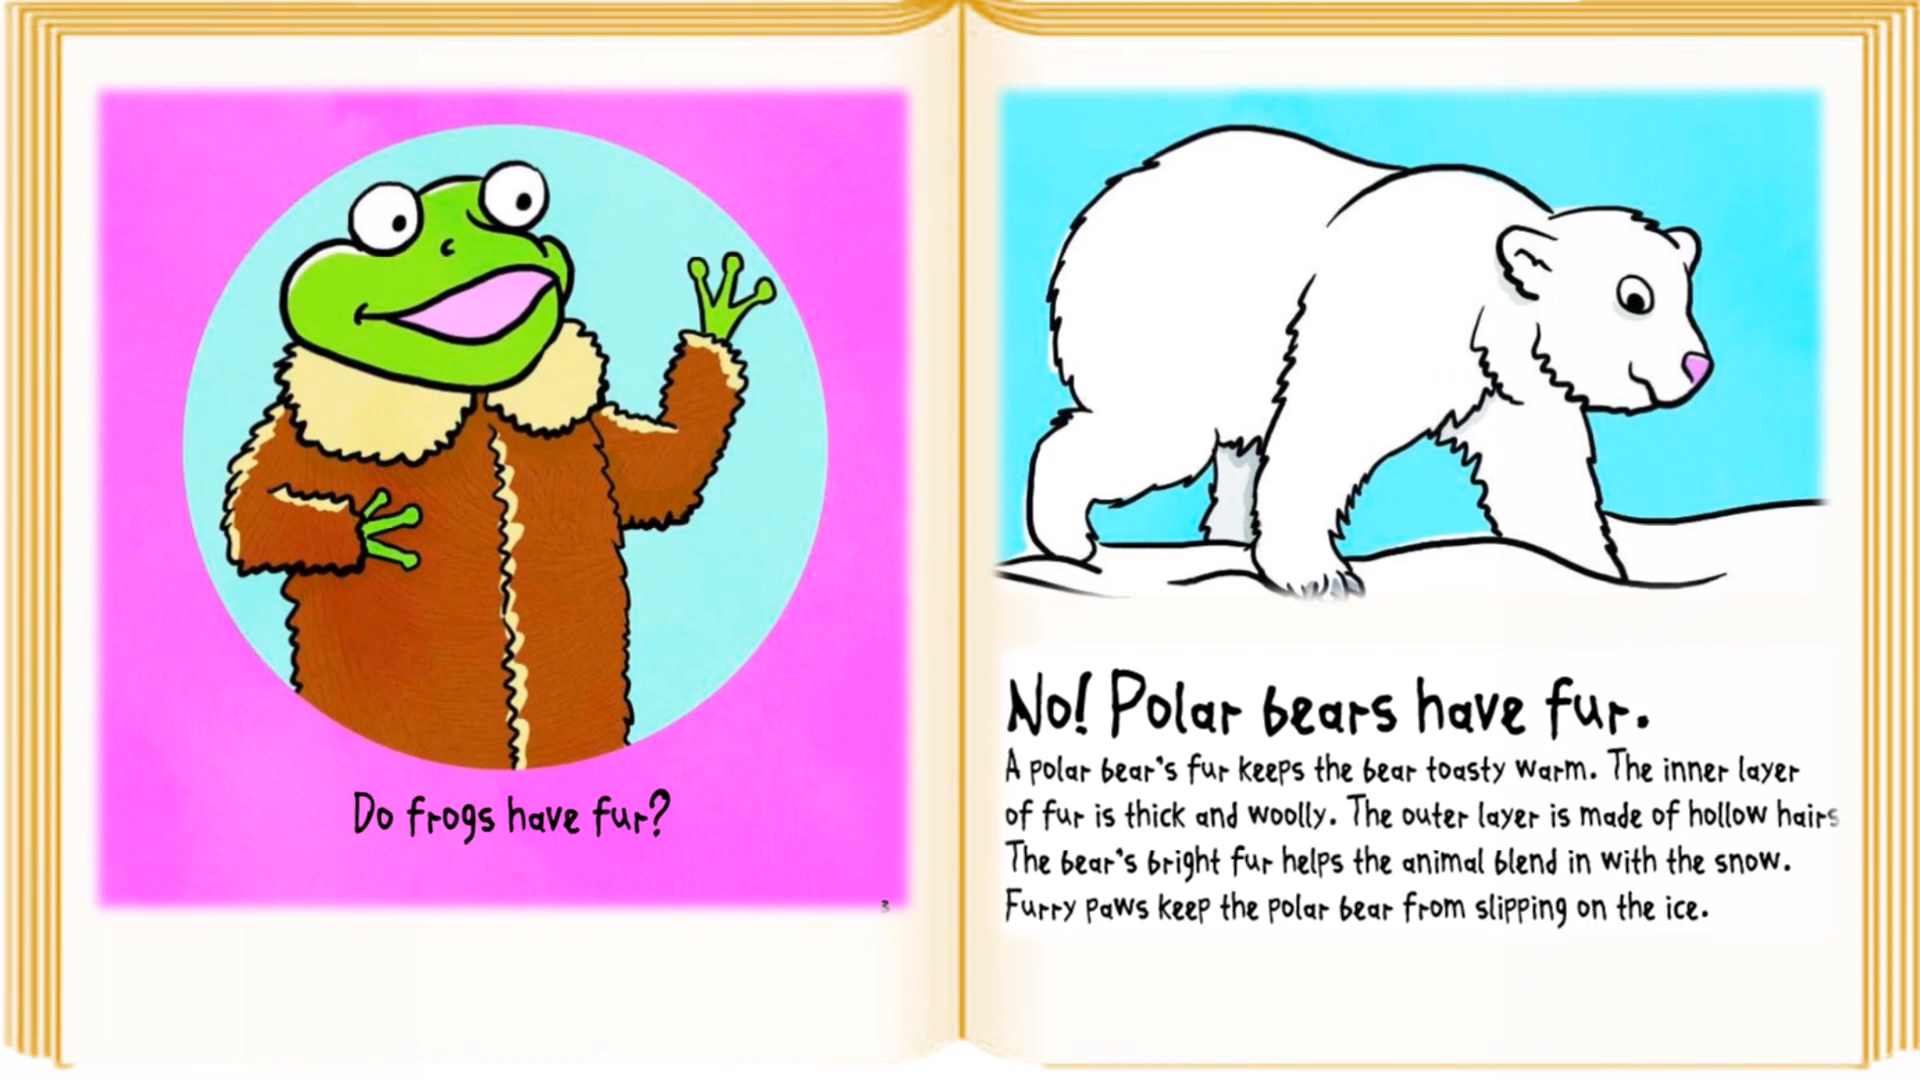 Do frogs have fur?
3
No! Polar bears have fur.
A polar bear's fur keeps the bear toasty warm. The inner layer
of fur is thick and woolly. The outer layer is made of hollow hairs
The bear's bright fur helps the animal blend in with the snow.
Furry paws keep the polar bear from slipping on the ice.